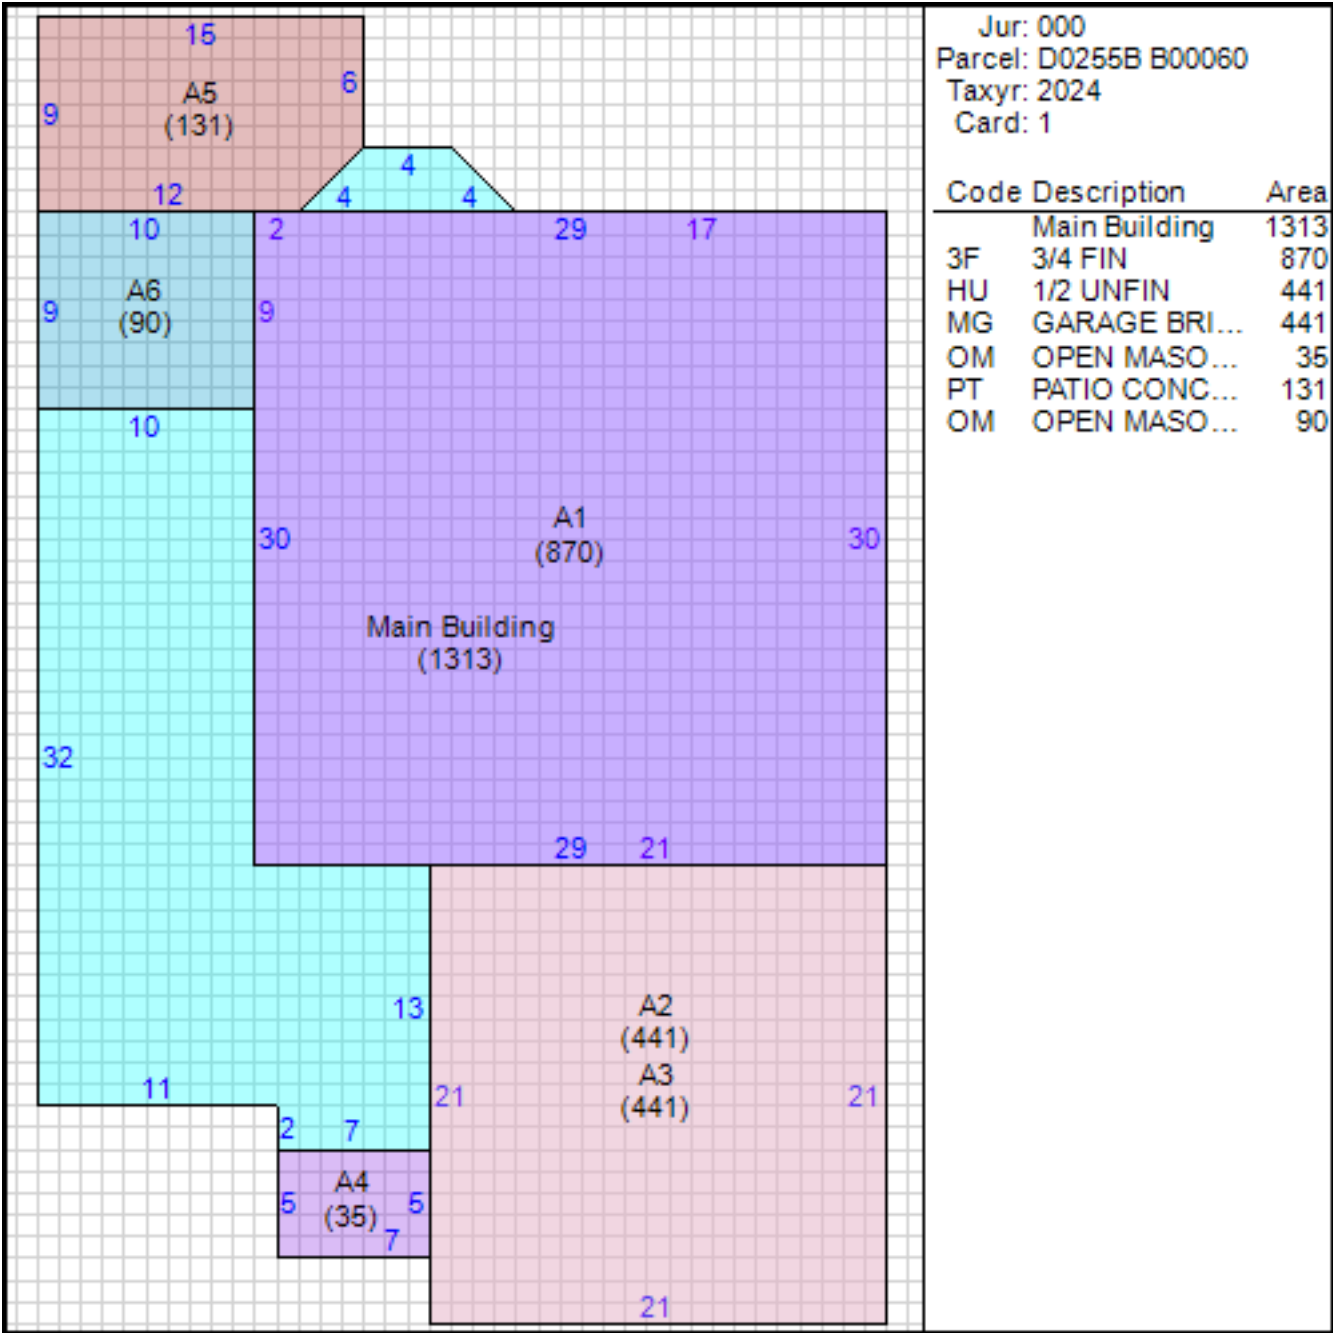 Jur: 000
Parcel: D0255B B00060
Taxyr: 2024
Card: 1
Code Description Area
Main Building 1313
3F 3/4 FIN 870
HU 1/2 UNFIN 441
MG GARAGE BRI... 441
OM OPEN MASO... 35
PT PATIO CONC... 131
OM OPEN MASO... 90
15
6
A5
9
(131)
4
12
4
4
10
2
29
17
A6
9
(90)
9
10
A1
30
(870)
30
Main Building
(1313)
32
29
21
13
A2
(441)
A3
(441)
11
21
21
2
7
A4
5
(35)
5
7
21